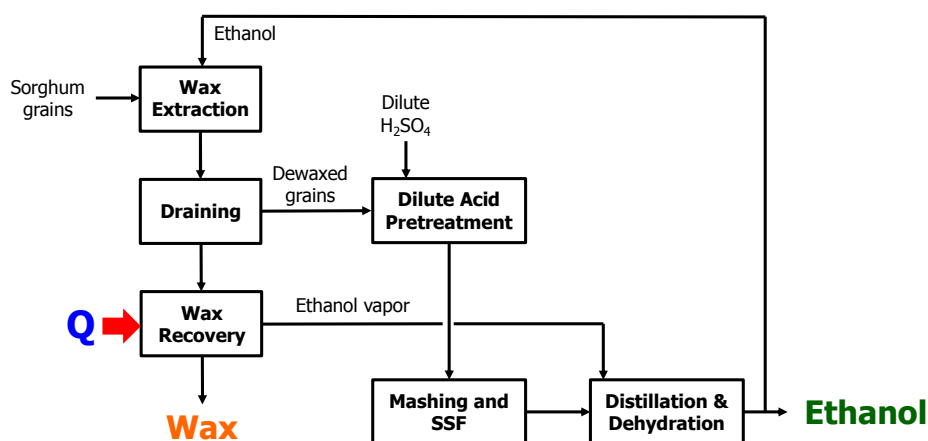 Ethanol
Sorghum
grains
Wax
Extraction
Dilute
H₂SO₄
Dewaxed
grains
Draining
Dilute Acid
Pretreatment
Q
Wax
Recovery
Ethanol vapor
Mashing and
SSF
Distillation &
Dehydration
Ethanol
Wax